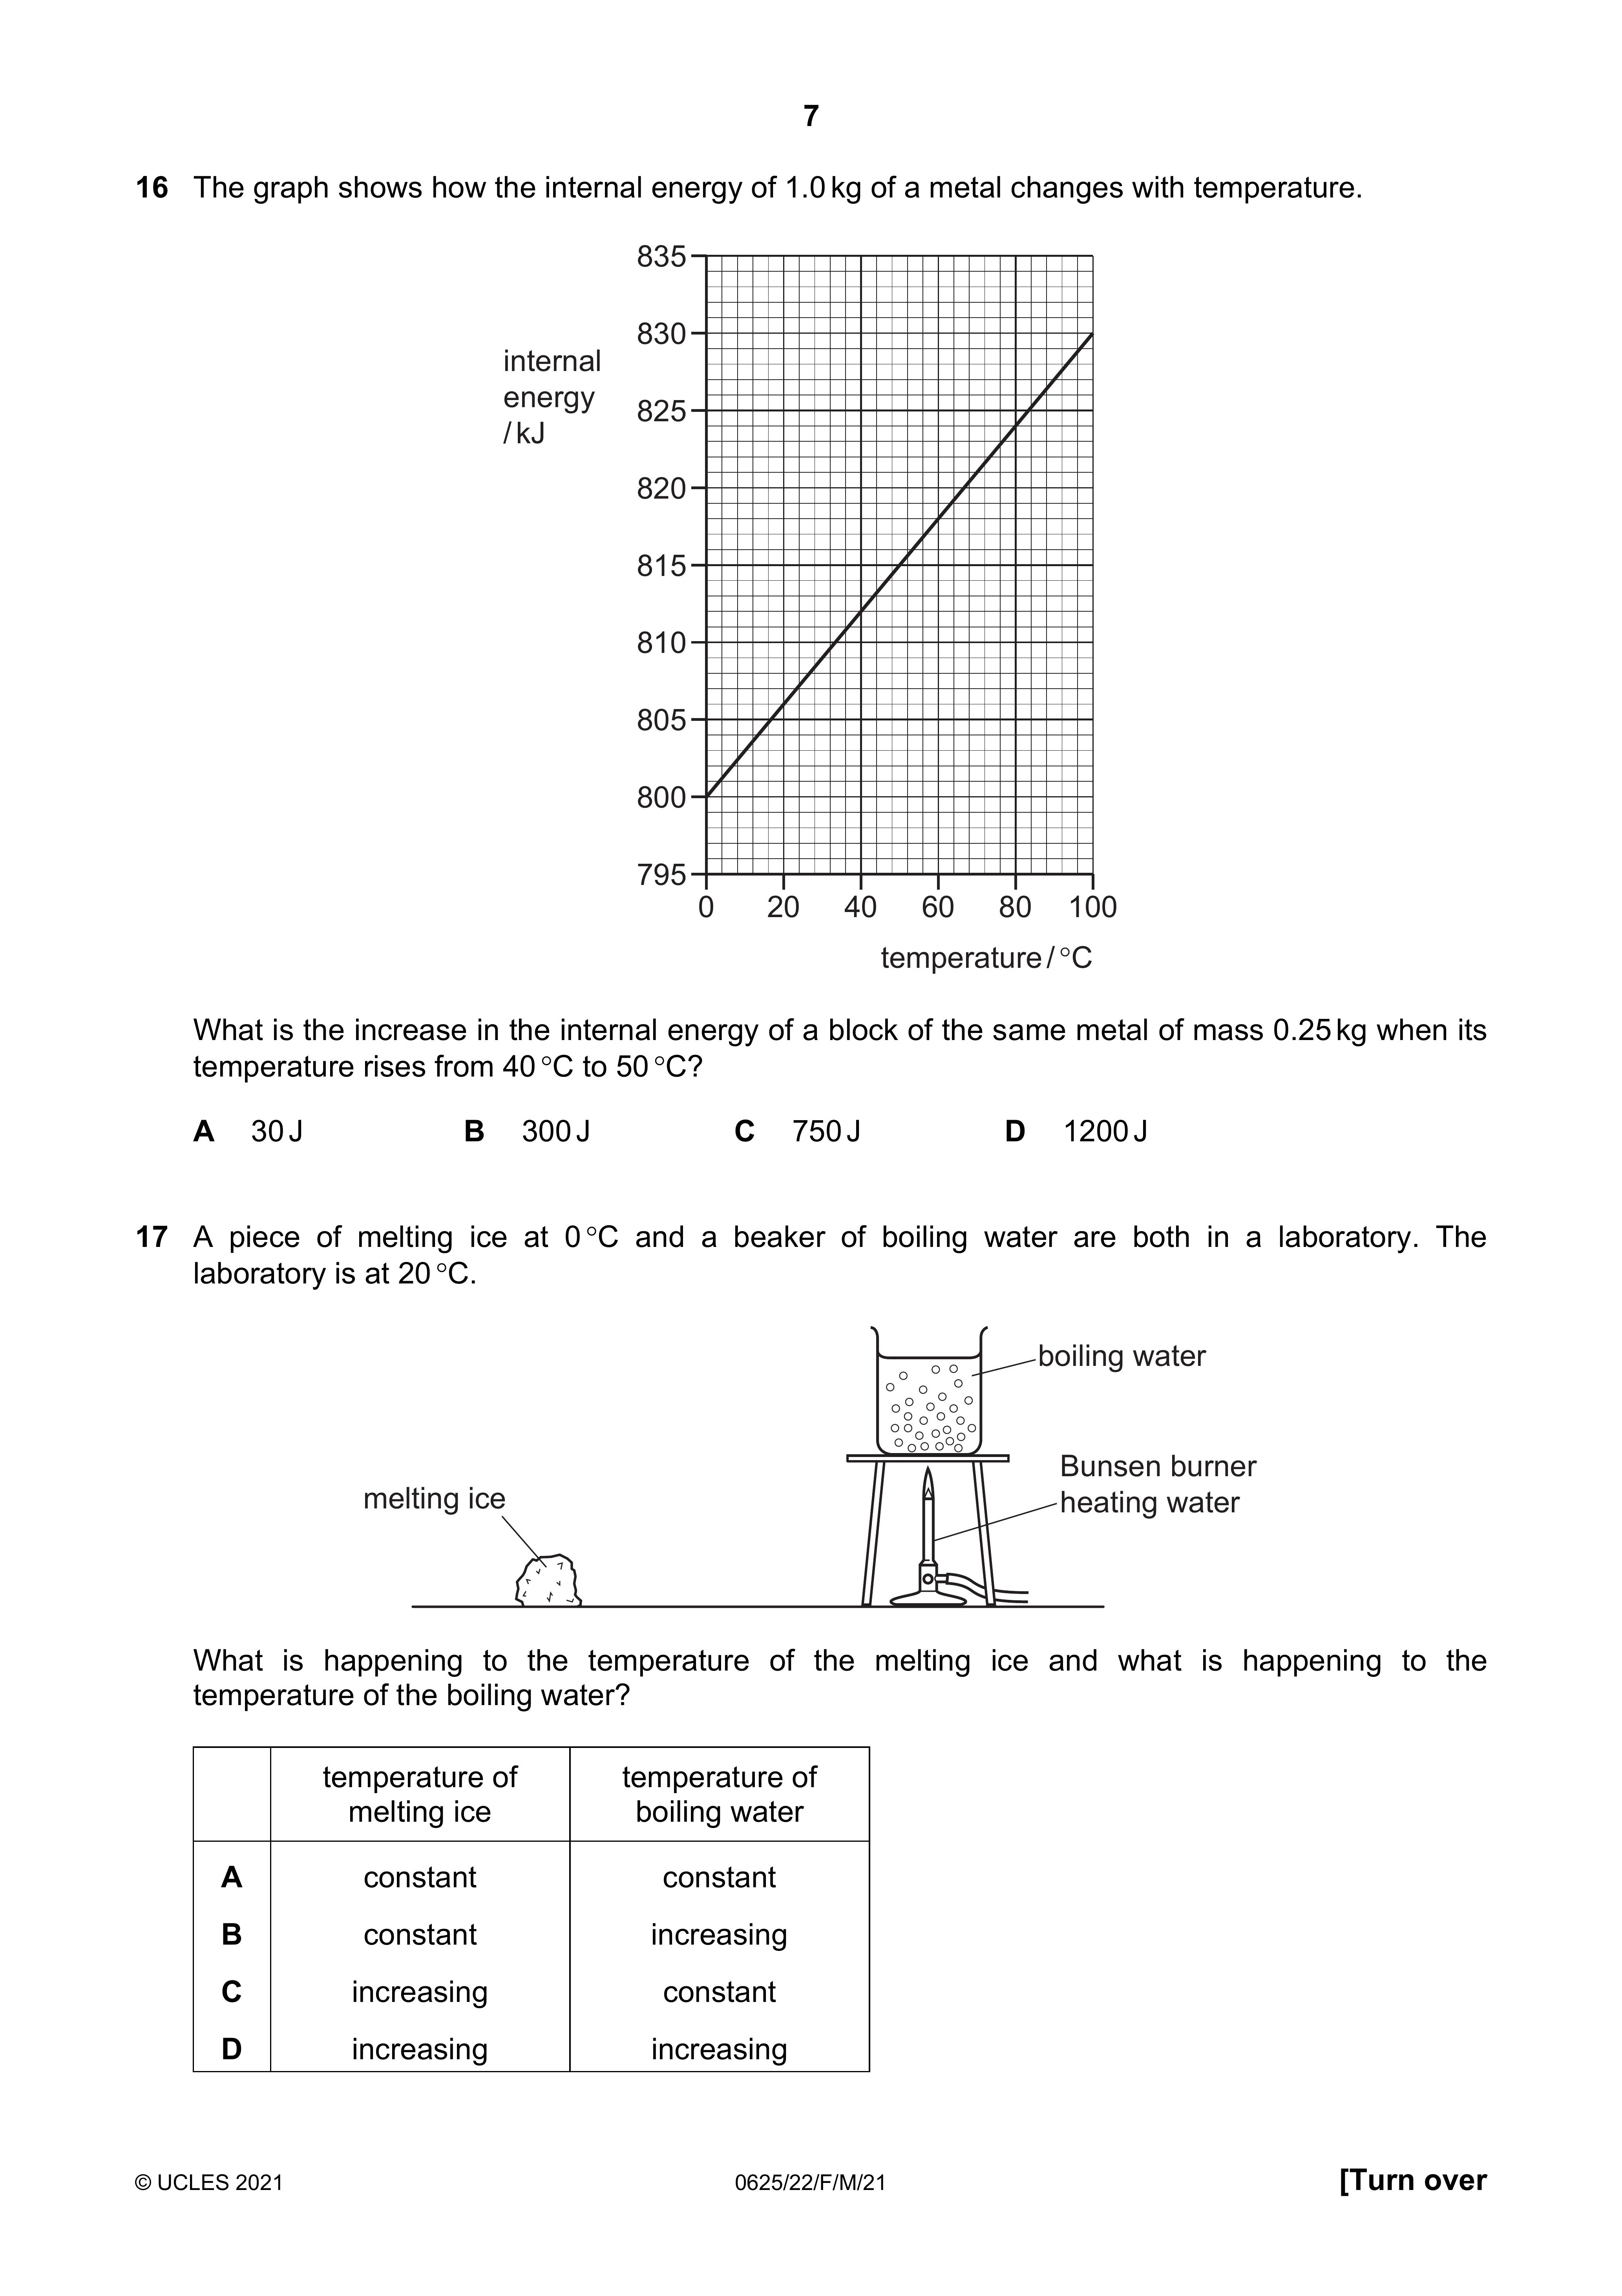 7
16 The graph shows how the internal energy of 1.0 kg of a metal changes with temperature.
835
830
internal
energy
/ kJ
825
820
815
810
805
800
795
0 20 40 60 80 100
temperature / °C
What is the increase in the internal energy of a block of the same metal of mass 0.25 kg when its
temperature rises from 40 °C to 50 °C?
A 30 J B 300 J C 750 J D 1200 J
17 A piece of melting ice at 0 °C and a beaker of boiling water are both in a laboratory. The
laboratory is at 20 °C.
boiling water
Bunsen burner
heating water
melting ice
What is happening to the temperature of the melting ice and what is happening to the
temperature of the boiling water?
temperature of melting ice temperature of boiling water
A constant constant
B constant increasing
C increasing constant
D increasing increasing
© UCLES 2021 0625/22/F/M/21 [Turn over